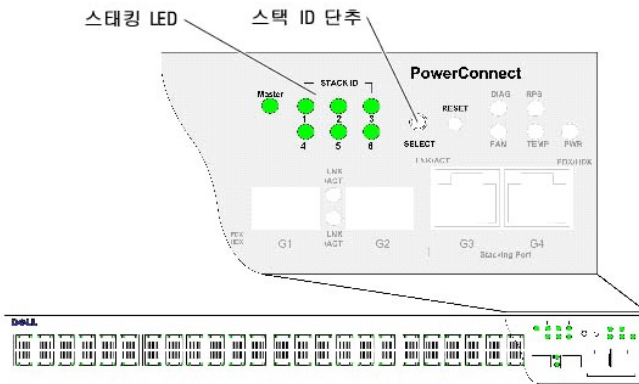 스태킹 LED
스택 ID 단추
PowerConnect
STACK ID
Master
1 2 3
4 5 6
SELECT
RESET
DIAG RPS
FAN TEMP PWR
LNK/ACT
FDX/HDX
LNK
/ACT
LNK
/ACT
FDX
/HDX
G1
G2
G3
G4
Stacking Port
DELL